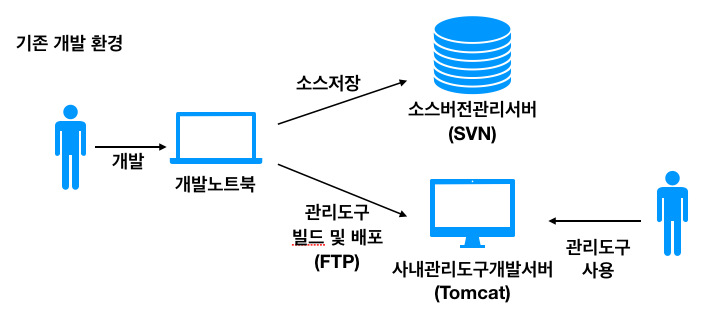 기존 개발 환경
소스저장
소스버전관리서버
(SVN)
개발
개발노트북
관리도구
빌드 및 배포
(FTP)
사내관리도구개발서버
(Tomcat)
관리도구
사용